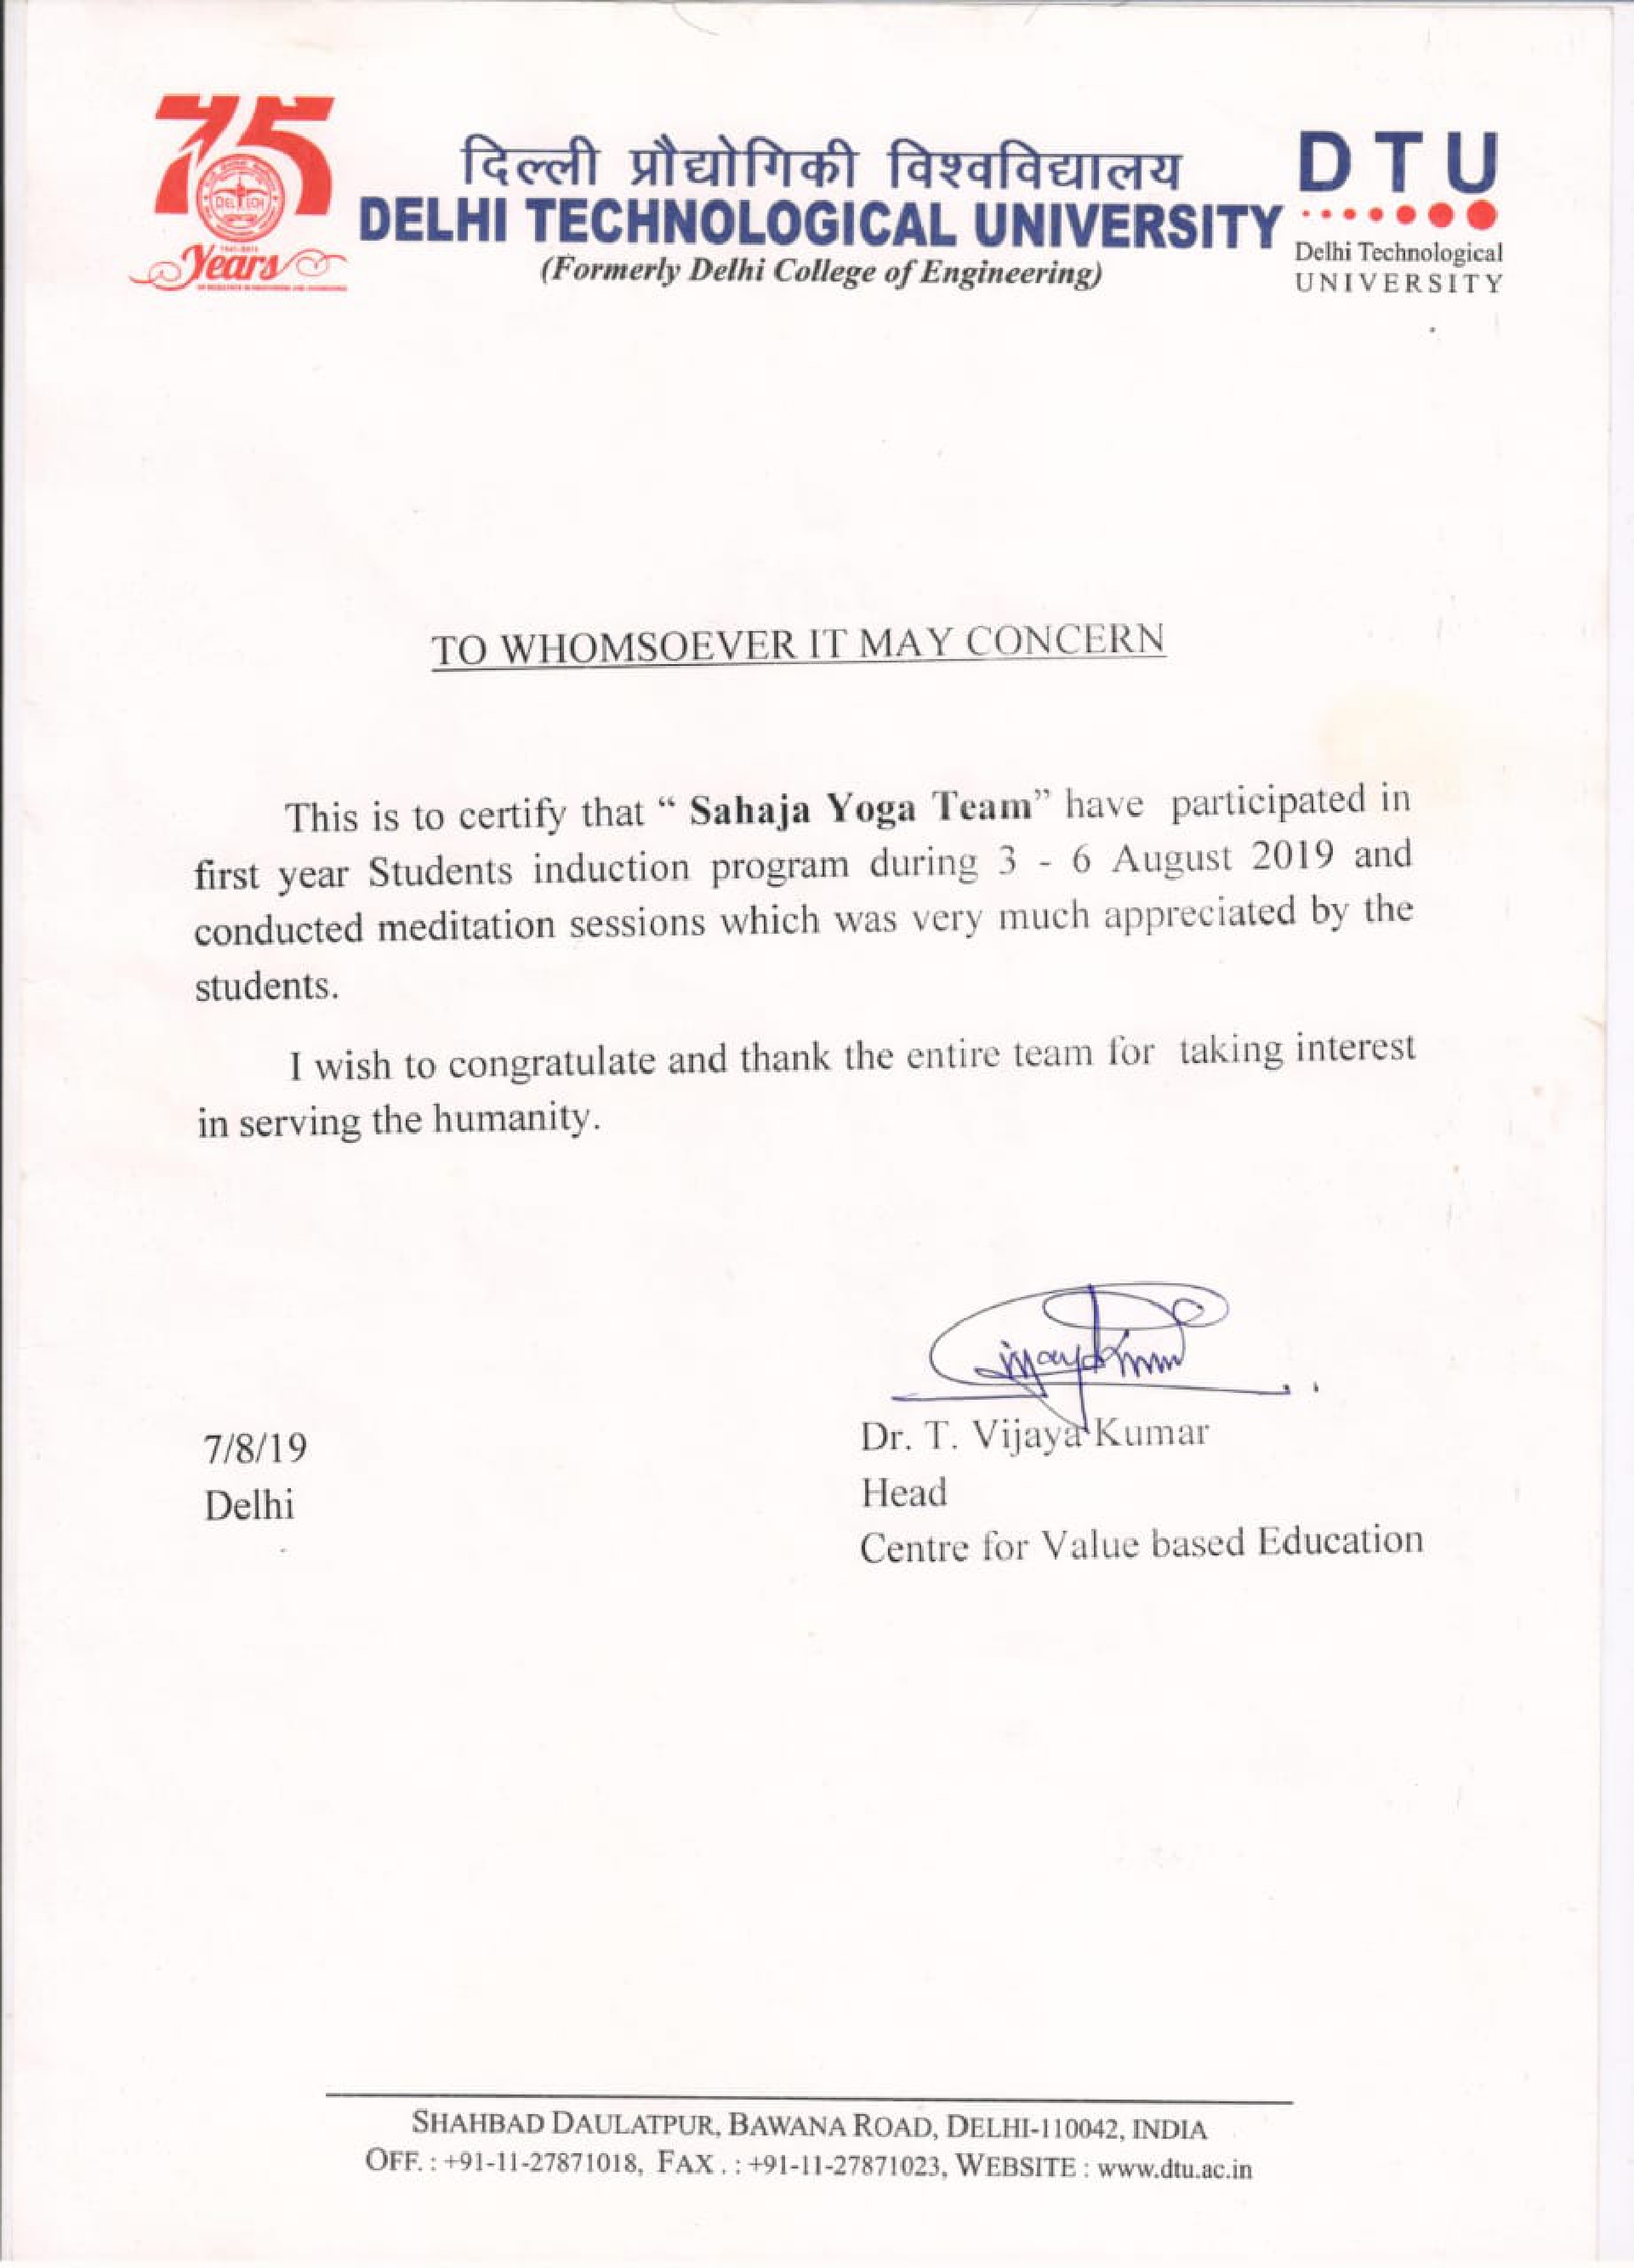 75
DEL TECH
Years
दिल्ली प्रौद्योगिकी विश्वविद्यालय
DELHI TECHNOLOGICAL UNIVERSITY
(Formerly Delhi College of Engineering)
D T U
Delhi Technological
UNIVERSITY
TO WHOMSOEVER IT MAY CONCERN
This is to certify that “ Sahaja Yoga Team” have participated in
first year Students induction program during 3 - 6 August 2019 and
conducted meditation sessions which was very much appreciated by the
students.
I wish to congratulate and thank the entire team for taking interest
in serving the humanity.
7/8/19
Delhi
Dr. T. Vijaya Kumar
Head
Centre for Value based Education
SHAHBAD DAULATPUR, BAWANA ROAD, DELHI-110042, INDIA
OFF. : +91-11-27871018, FAX . : +91-11-27871023, WEBSITE : www.dtu.ac.in